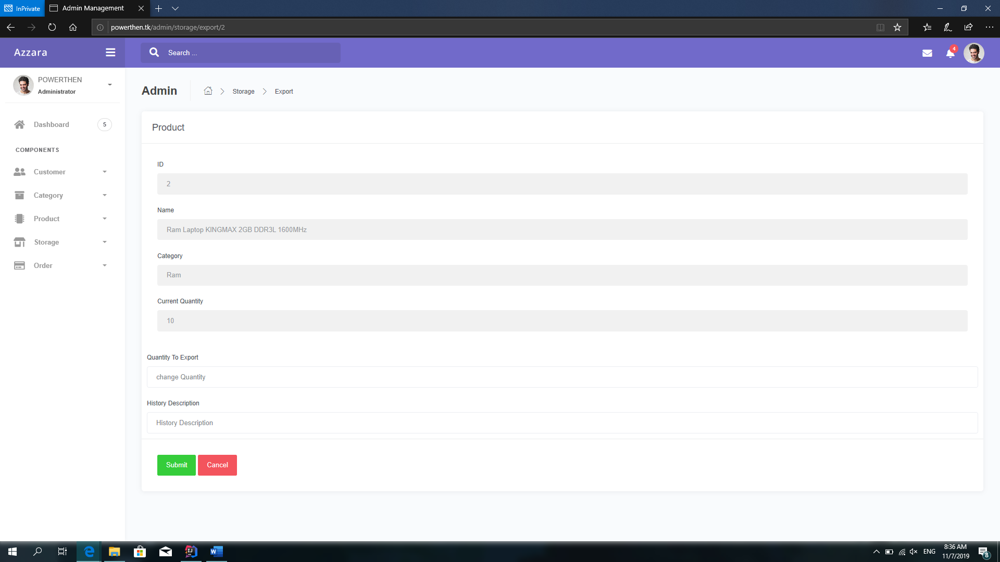 InPrivate
Admin Management
powerthen.tk/admin/storage/export/2
Azzara
Search ...
4
POWERTHEN
Administrator
Admin
Storage
Export
Dashboard
5
COMPONENTS
Customer
Category
Product
Storage
Order
Product
ID
2
Name
Ram Laptop KINGMAX 2GB DDR3L 1600MHz
Category
Ram
Current Quantity
10
Quantity To Export
change Quantity
History Description
History Description
Submit
Cancel
ENG
8:36 AM
11/7/2019
8